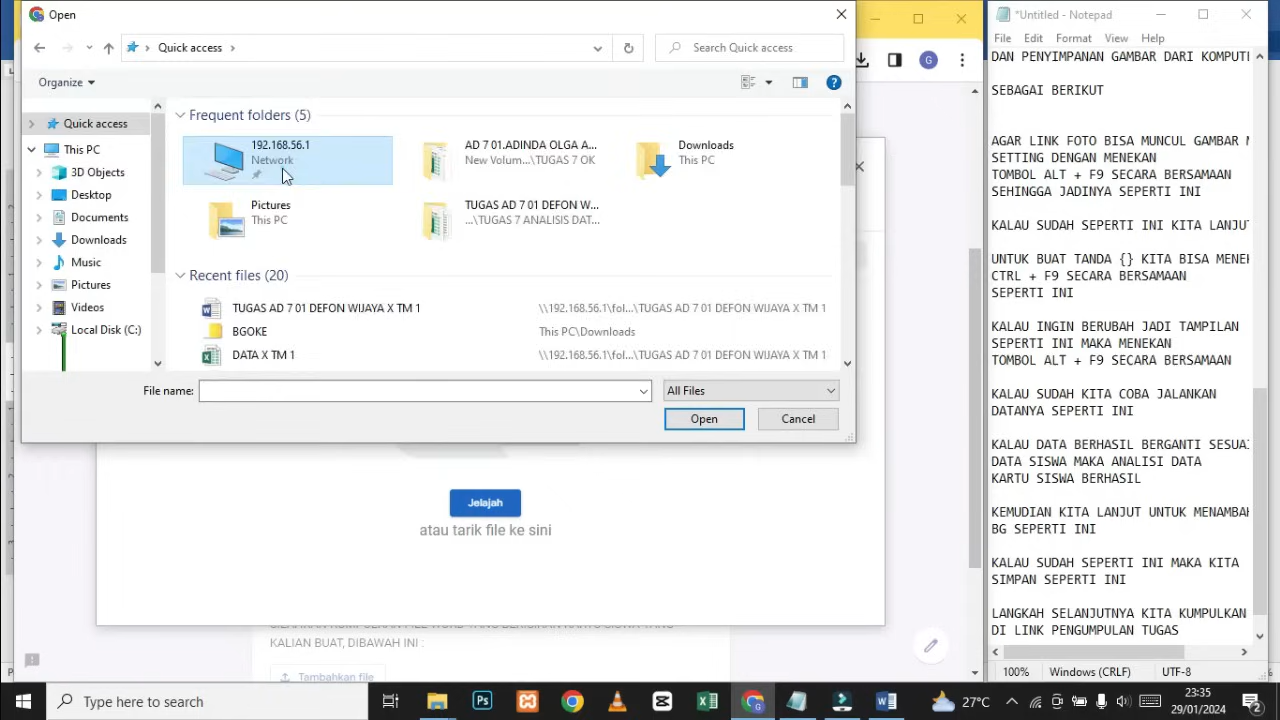 Open
Quick access
Search Quick access
G
Organize
Quick access
This PC
3D Objects
Desktop
Documents
Downloads
Music
Pictures
Videos
Local Disk (C:)
Frequent folders (5)
192.168.56.1
Network
AD 7 01.ADINDA OLGA A...
New Volum...\TUGAS 7 OK
Downloads
This PC
Pictures
This PC
TUGAS AD 7 01 DEFON W...
...\TUGAS 7 ANALISIS DAT...
Recent files (20)
TUGAS AD 7 01 DEFON WIJAYA X TM 1
\\192.168.56.1\fol...\TUGAS AD 7 01 DEFON WIJAYA X TM 1
BGOKE
This PC\Downloads
DATA X TM 1
\\192.168.56.1\fol...\TUGAS AD 7 01 DEFON WIJAYA X TM 1
File name:
All Files
Open
Cancel
Jelajah
atau tarik file ke sini
KALIAN BUAT, DIBAWAH INI :
Tambahkan file
*Untitled - Notepad
File Edit Format View Help
DAN PENYIMPANAN GAMBAR DARI KOMPUTE
SEBAGAI BERIKUT
AGAR LINK FOTO BISA MUNCUL GAMBAR M
SETTING DENGAN MENEKAN
TOMBOL ALT + F9 SECARA BERSAMAAN
SEHINGGA JADINYA SEPERTI INI
KALAU SUDAH SEPERTI INI KITA LANJUT
UNTUK BUAT TANDA {} KITA BISA MENEK
CTRL + F9 SECARA BERSAMAAN
SEPERTI INI
KALAU INGIN BERUBAH JADI TAMPILAN
SEPERTI INI MAKA MENEKAN
TOMBOL ALT + F9 SECARA BERSAMAAN
KALAU SUDAH KITA COBA JALANKAN
DATANYA SEPERTI INI
KALAU DATA BERHASIL BERGANTI SESUAI
DATA SISWA MAKA ANALISI DATA
KARTU SISWA BERHASIL
KEMUDIAN KITA LANJUT UNTUK MENAMBAH
BG SEPERTI INI
KALAU SUDAH SEPERTI INI MAKA KITA
SIMPAN SEPERTI INI
LANGKAH SELANJUTNYA KITA KUMPULKAN
DI LINK PENGUMPULAN TUGAS
100% Windows (CRLF) UTF-8
Type here to search
Ps
27°C
23:35
29/01/2024
2